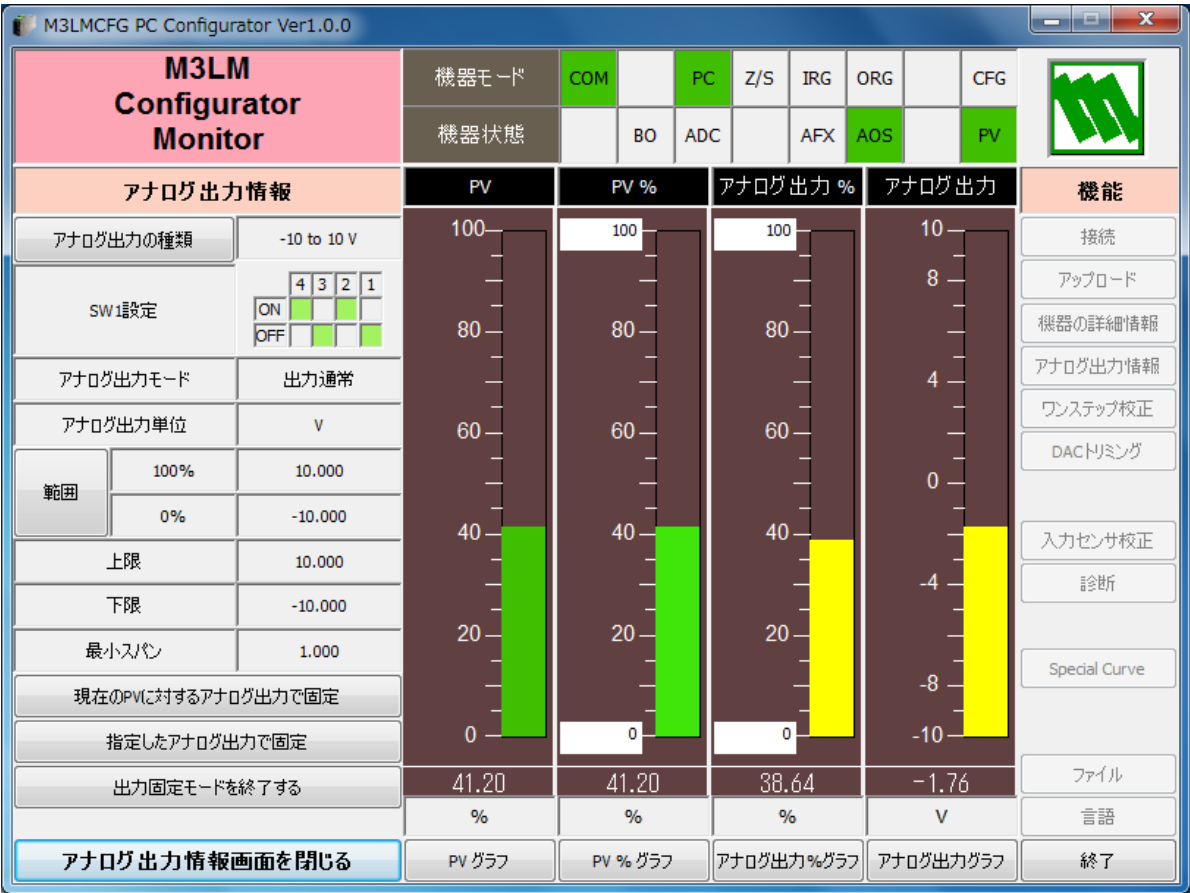 M3LMCFG PC Configurator Ver1.0.0
M3LM
Configurator
Monitor
機器モード
COM
PC
Z/S
IRG
ORG
CFG
機器状態
BO
ADC
AFX
AOS
PV
アナログ出力情報
PV
PV %
アナログ出力 %
アナログ出力
機能
アナログ出力の種類
-10 to 10 V
SW1設定
4 3 2 1
ON
OFF
アナログ出力モード
出力通常
アナログ出力単位
V
範囲
100%
10.000
0%
-10.000
上限
10.000
下限
-10.000
最小スパン
1.000
現在のPVに対するアナログ出力で固定
指定したアナログ出力で固定
出力固定モードを終了する
アナログ出力情報画面を閉じる
100
80
60
40
20
0
41.20
%
PV グラフ
100
80
60
40
20
0
41.20
%
PV % グラフ
100
80
60
40
20
0
38.64
%
アナログ出力%グラフ
10
8
4
0
-4
-8
-10
-1.76
V
アナログ出力グラフ
接続
アップロード
機器の詳細情報
アナログ出力情報
ワンステップ校正
DACトリミング
入力センサ校正
診断
Special Curve
ファイル
言語
終了